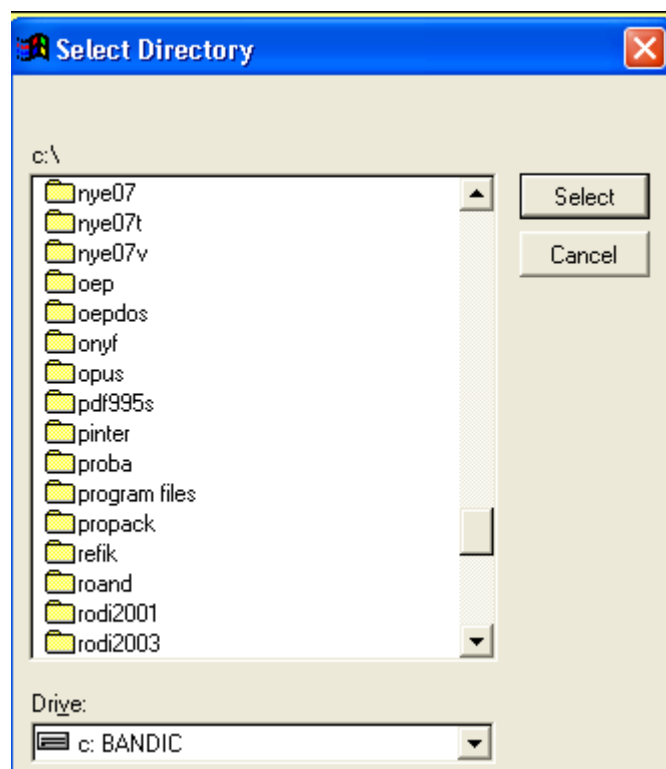 Select Directory
c:\
nye07
Select
nye07t
nye07v
Cancel
oep
oepdos
onyf
opus
pdf995s
pinter
proba
program files
propack
refik
roand
rodi2001
rodi2003
Drive:
c: BANDIC